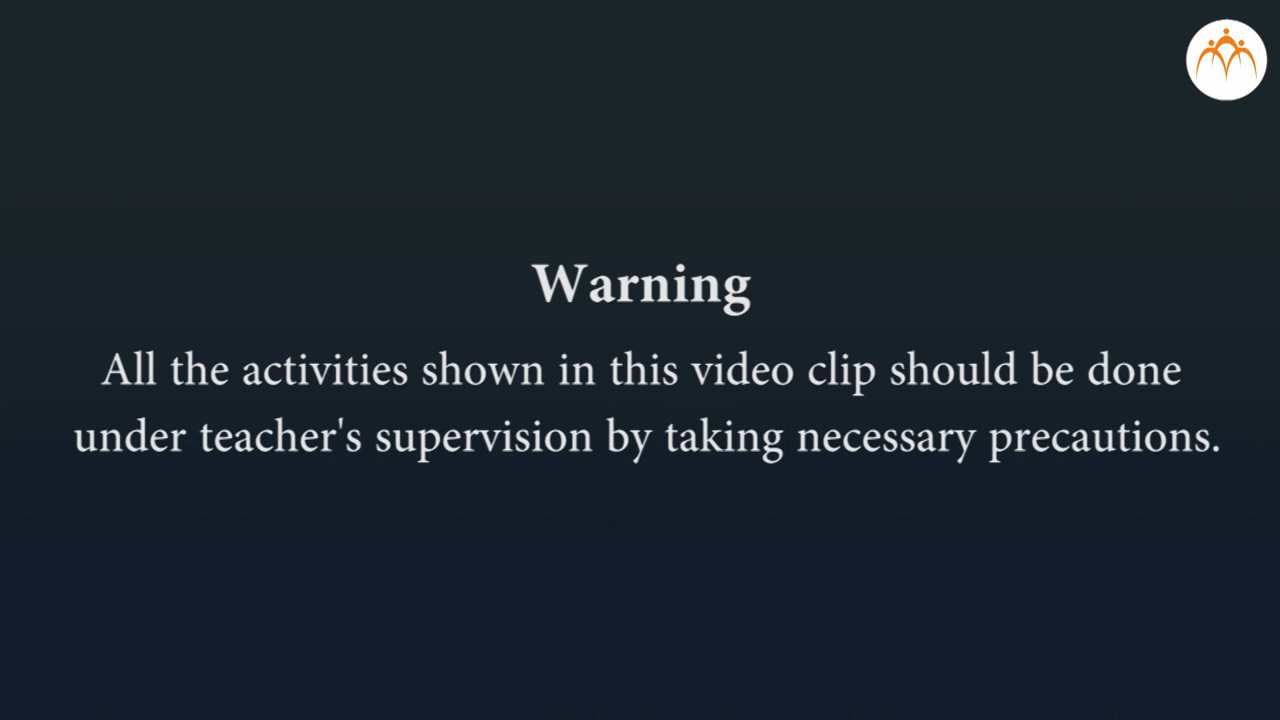 Warning
All the activities shown in this video clip should be done
under teacher's supervision by taking necessary precautions.